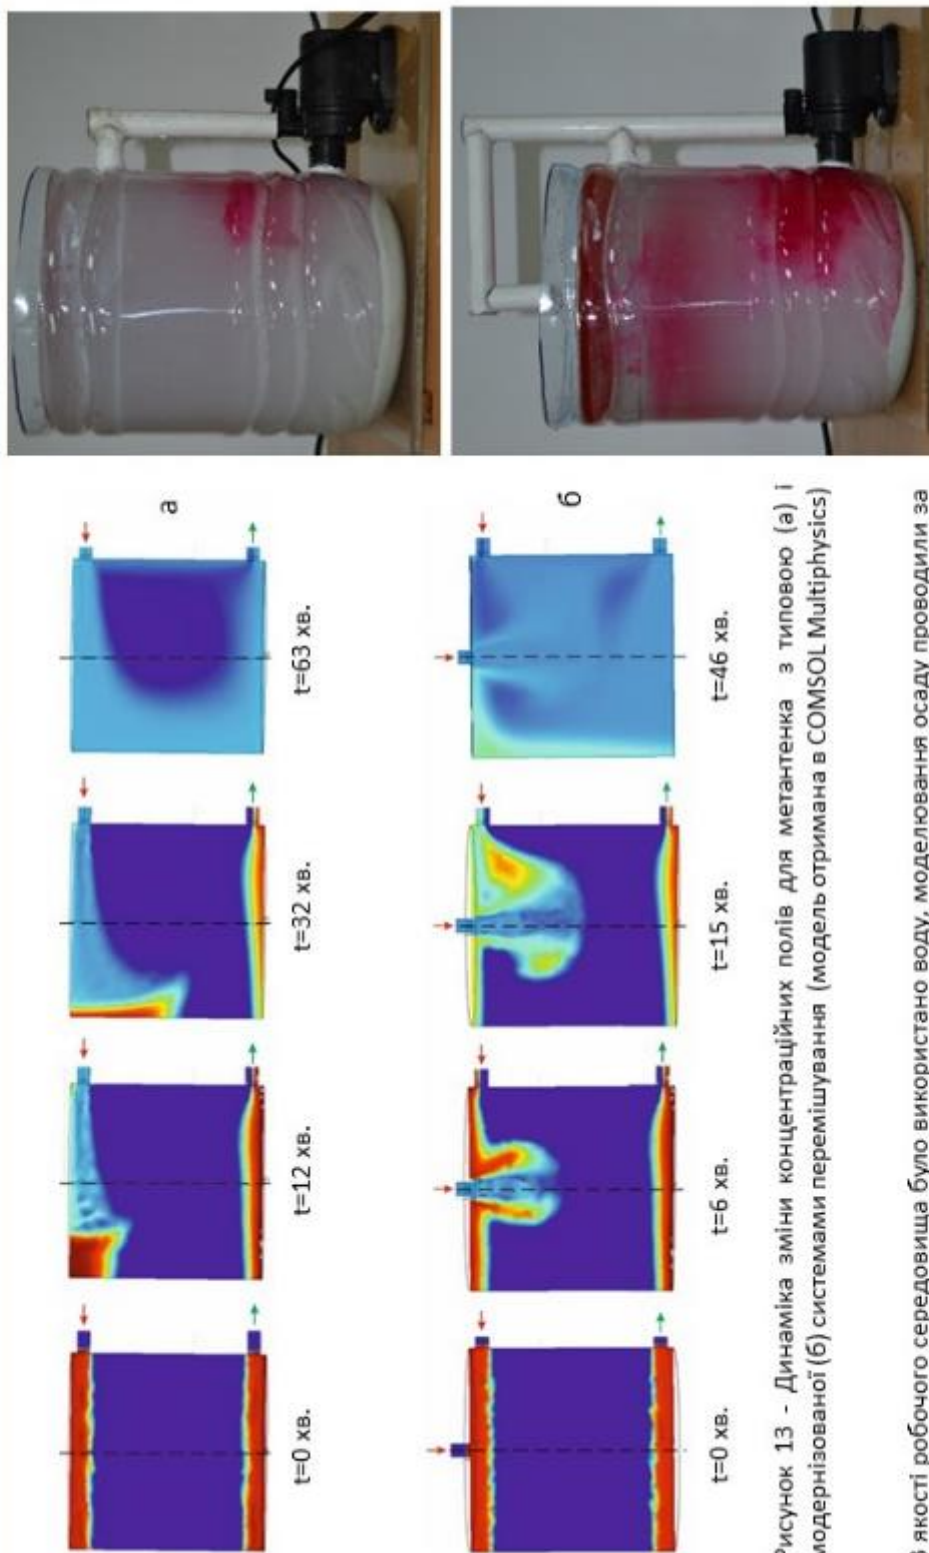 t=0 хв.
t=12 хв.
t=32 хв.
t=63 хв.
а
t=0 хв.
t=6 хв.
t=15 хв.
t=46 хв.
б
Рисунок 13 - Динаміка зміни концентраційних полів для метантенка з типовою (а) і
модернізованої (б) системами перемішування (модель отримана в COMSOL Multiphysics)
якості робочого середовища було використано воду, моделювання осаду проводили за